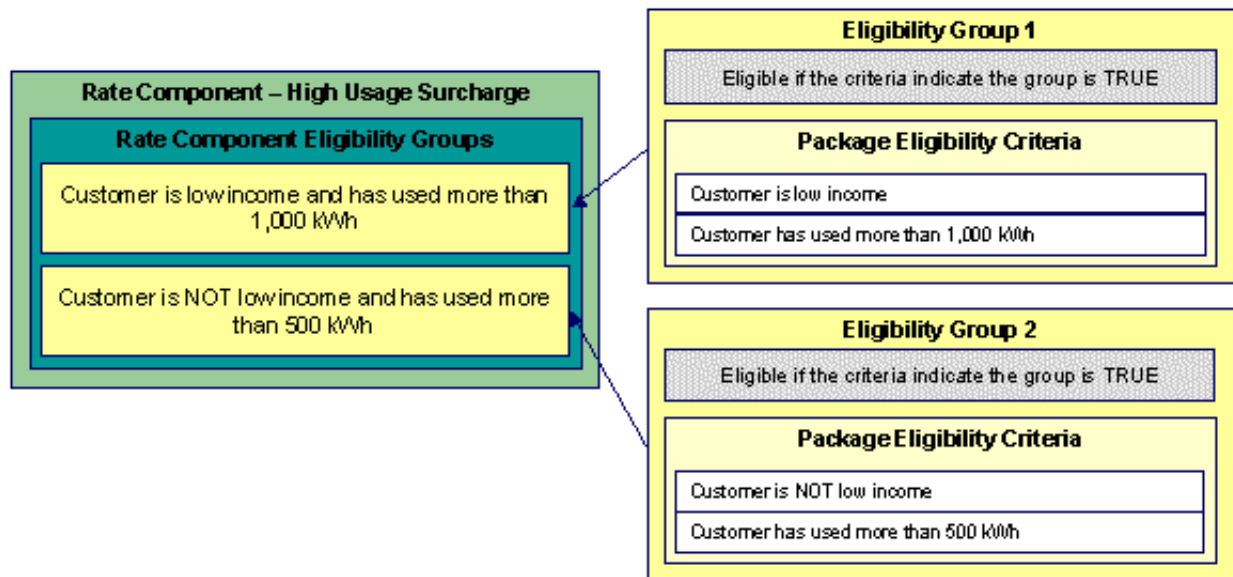 Rate Component – High Usage Surcharge
Rate Component Eligibility Groups
Customer is low income and has used more than
1,000 kWh
Customer is NOT low income and has used more
than 500 kWh
Eligibility Group 1
Eligible if the criteria indicate the group is TRUE
Package Eligibility Criteria
Customer is low income
Customer has used more than 1,000 kWh
Eligibility Group 2
Eligible if the criteria indicate the group is TRUE
Package Eligibility Criteria
Customer is NOT low income
Customer has used more than 500 kWh